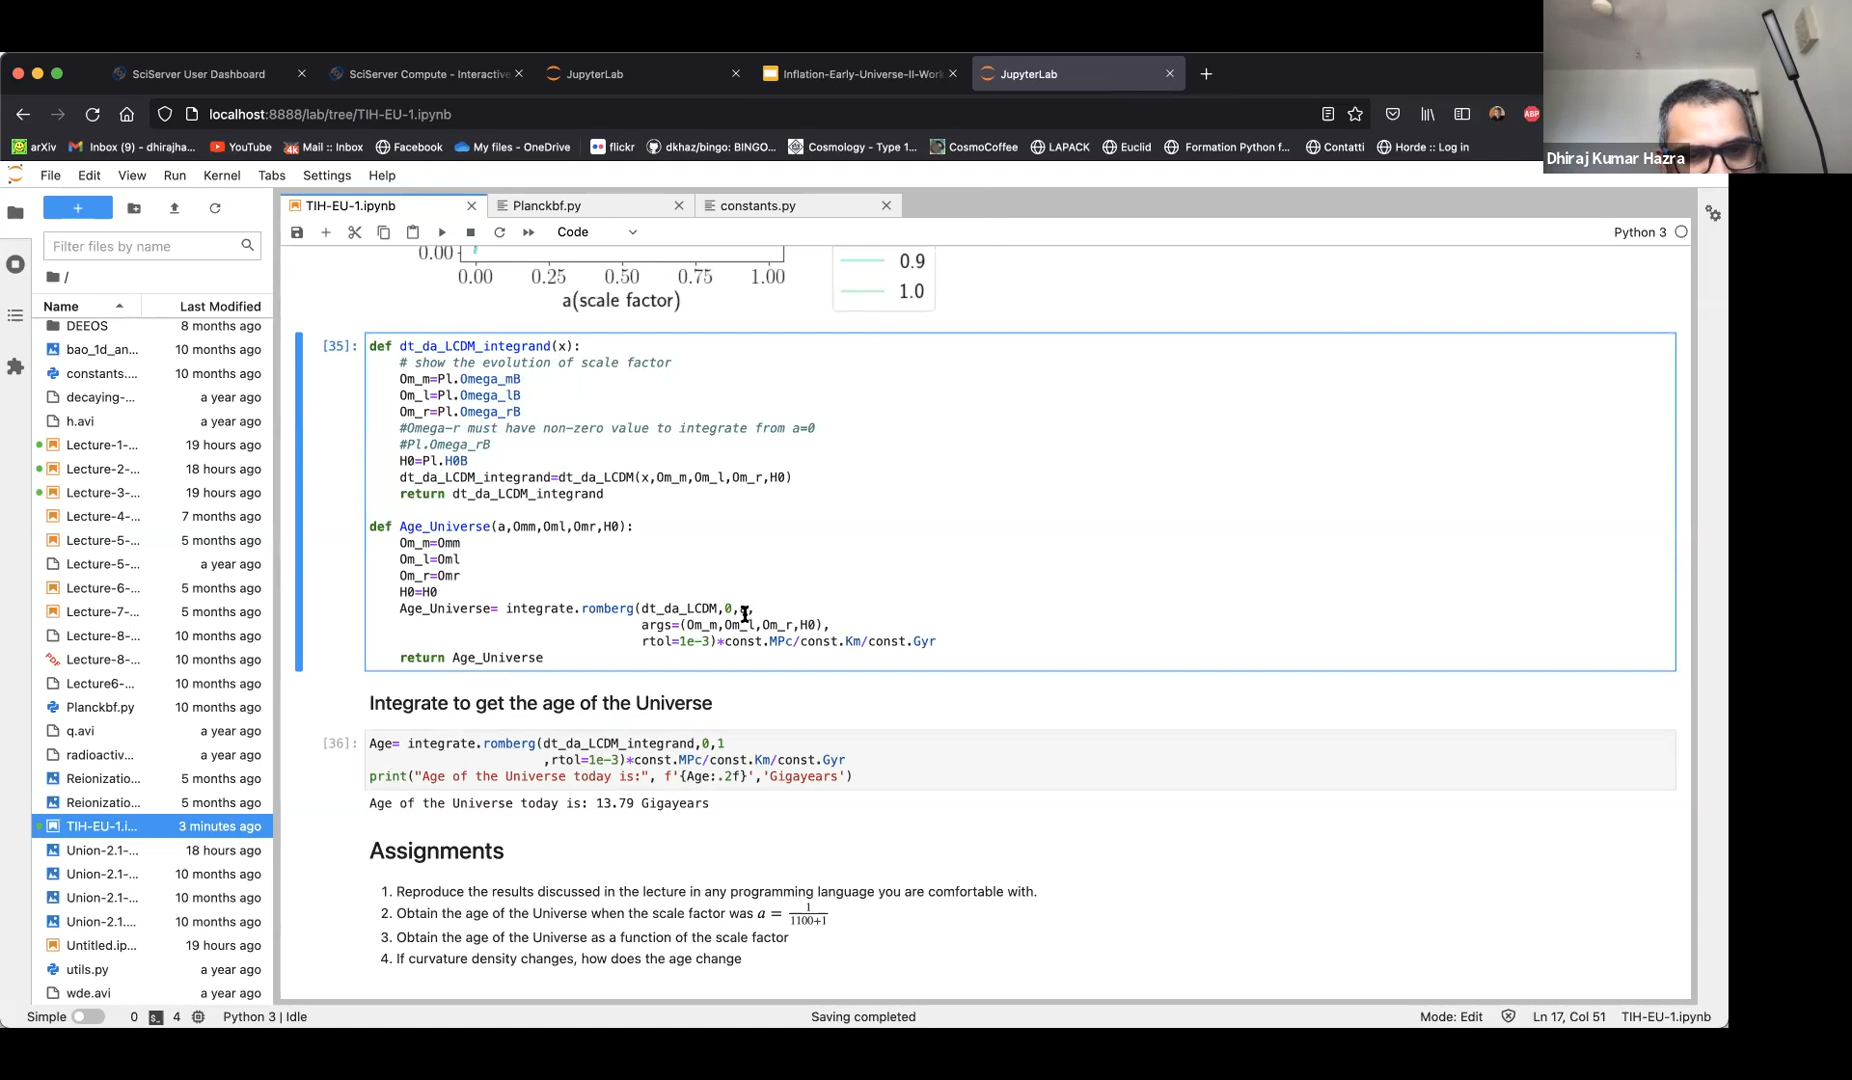 SciServer User Dashboard
SciServer Compute - Interactive
JupyterLab
Inflation-Early-Universe-II-Work
JupyterLab
localhost:8888/lab/tree/TIH-EU-1.ipynb
ABP
arXiv
Inbox (9) - dhirajha...
YouTube
Mail :: Inbox
Facebook
My files - OneDrive
flickr
dkhaz/bingo: BINGO...
Cosmology - Type 1...
CosmoCoffee
LAPACK
Euclid
Formation Python f...
Contatti
Horde :: Log in
Dhiraj Kumar Hazra
File Edit View Run Kernel Tabs Settings Help
TIH-EU-1.ipynb
Planckbf.py
constants.py
Code
Python 3
Filter files by name
/
Name Last Modified
DEEOS 8 months ago
bao_1d_an... 10 months ago
constants.... 10 months ago
decaying-... a year ago
h.avi a year ago
Lecture-1-... 19 hours ago
Lecture-2-... 18 hours ago
Lecture-3-... 19 hours ago
Lecture-4-... 7 months ago
Lecture-5-... 5 months ago
Lecture-5-... a year ago
Lecture-6-... 5 months ago
Lecture-7-... 5 months ago
Lecture-8-... 10 months ago
Lecture-8-... 10 months ago
Lecture6-... 10 months ago
Planckbf.py 10 months ago
q.avi a year ago
radioactiv... a year ago
Reionizatio... 5 months ago
Reionizatio... 5 months ago
TIH-EU-1.i... 3 minutes ago
Union-2.1-... 18 hours ago
Union-2.1-... 10 months ago
Union-2.1-... 10 months ago
Union-2.1.... 10 months ago
Untitled.ip... 19 hours ago
utils.py a year ago
wde.avi a year ago
0.00
0.00 0.25 0.50 0.75 1.00
a(scale factor)
0.9
1.0
[35]:
def dt_da_LCDM_integrand(x):
# show the evolution of scale factor
Om_m=Pl.Omega_mB
Om_l=Pl.Omega_lB
Om_r=Pl.Omega_rB
#Omega-r must have non-zero value to integrate from a=0
#Pl.Omega_rB
H0=Pl.H0B
dt_da_LCDM_integrand=dt_da_LCDM(x,Om_m,Om_l,Om_r,H0)
return dt_da_LCDM_integrand
def Age_Universe(a,Omm,Oml,Omr,H0):
Om_m=Omm
Om_l=Oml
Om_r=Omr
H0=H0
Age_Universe= integrate.romberg(dt_da_LCDM,0,
args=(Om_m,Om_l,Om_r,H0),
rtol=1e-3)*const.MPc/const.Km/const.Gyr
return Age_Universe
Integrate to get the age of the Universe
[36]:
Age= integrate.romberg(dt_da_LCDM_integrand,0,1
,rtol=1e-3)*const.MPc/const.Km/const.Gyr
print("Age of the Universe today is:", f'{Age:.2f}','Gigayears')
Age of the Universe today is: 13.79 Gigayears
Assignments
1. Reproduce the results discussed in the lecture in any programming language you are comfortable with.
2. Obtain the age of the Universe when the scale factor was a = 1/1100+1
3. Obtain the age of the Universe as a function of the scale factor
4. If curvature density changes, how does the age change
Simple 0 4 Python 3 | Idle Saving completed Mode: Edit Ln 17, Col 51 TIH-EU-1.ipynb